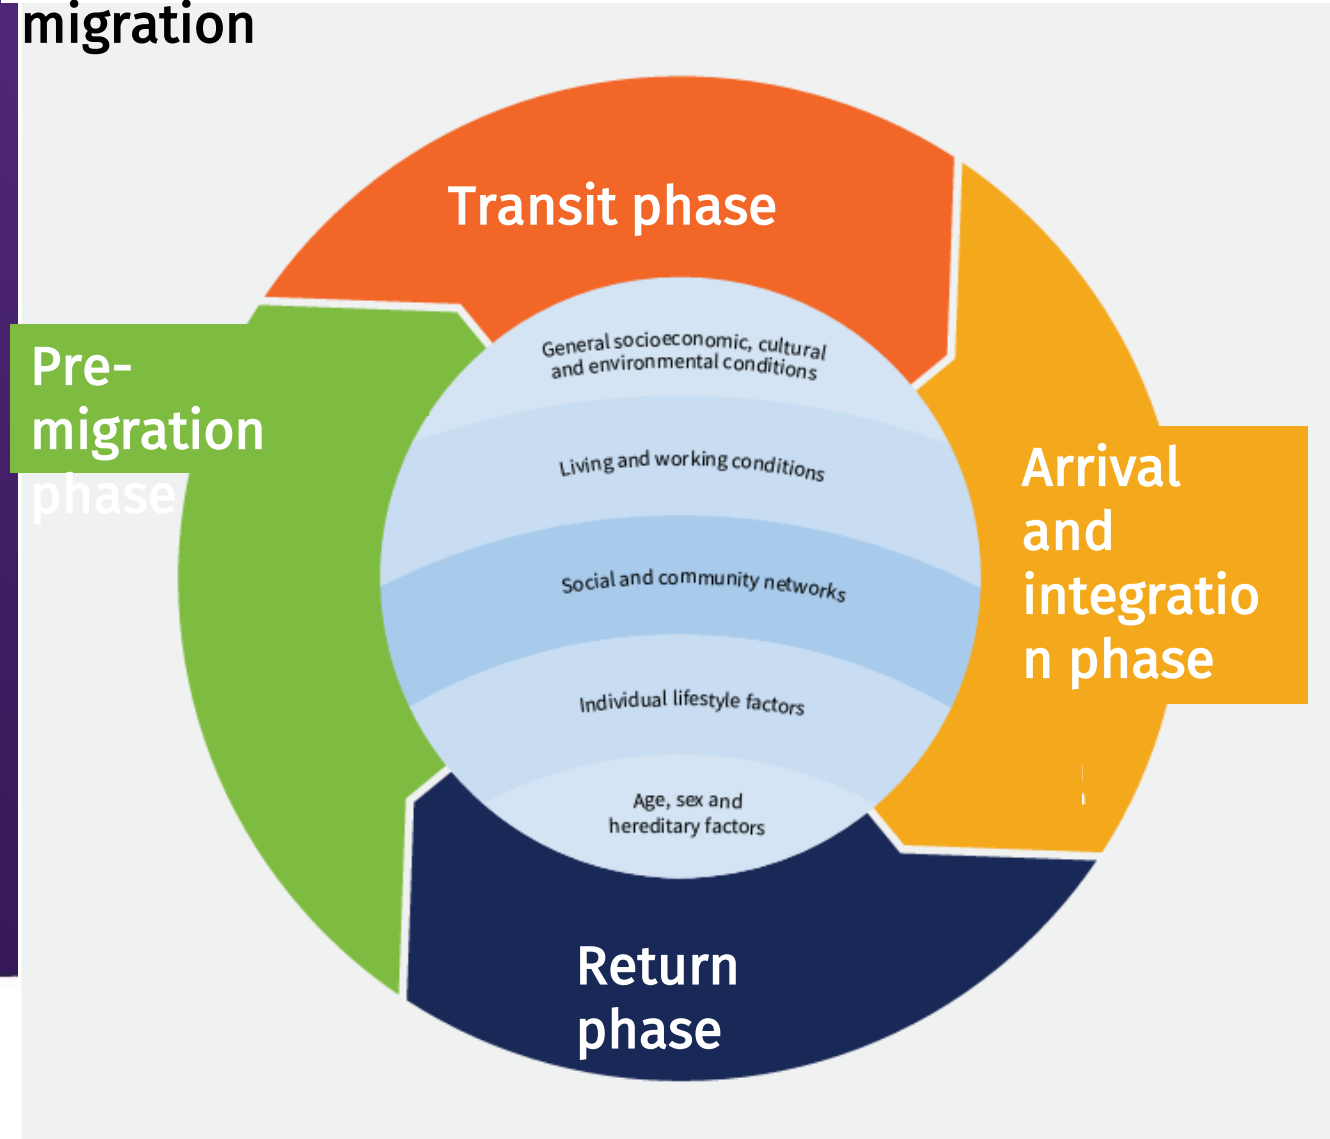 migration
Transit phase
Pre-
migration
phase
General socioeconomic, cultural
and environmental conditions
Living and working conditions
Social and community networks
Individual lifestyle factors
Age, sex and
hereditary factors
Arrival
and
integratio
n phase
Return
phase